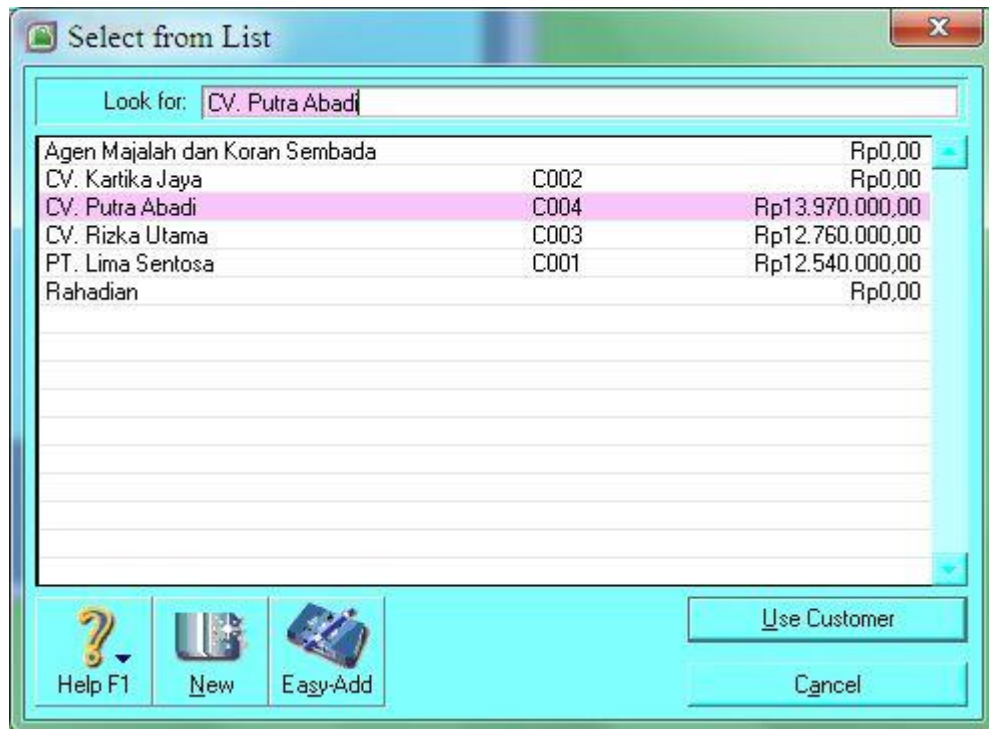 Select from List
Look for: CV. Putra Abadi
Agen Majalah dan Koran Sembada Rp0,00
CV. Kartika Jaya C002 Rp0,00
CV. Putra Abadi C004 Rp13.970.000,00
CV. Rizka Utama C003 Rp12.760.000,00
PT. Lima Sentosa C001 Rp12.540.000,00
Rahadian Rp0,00
Use Customer
Help F1 New Easy-Add Cancel